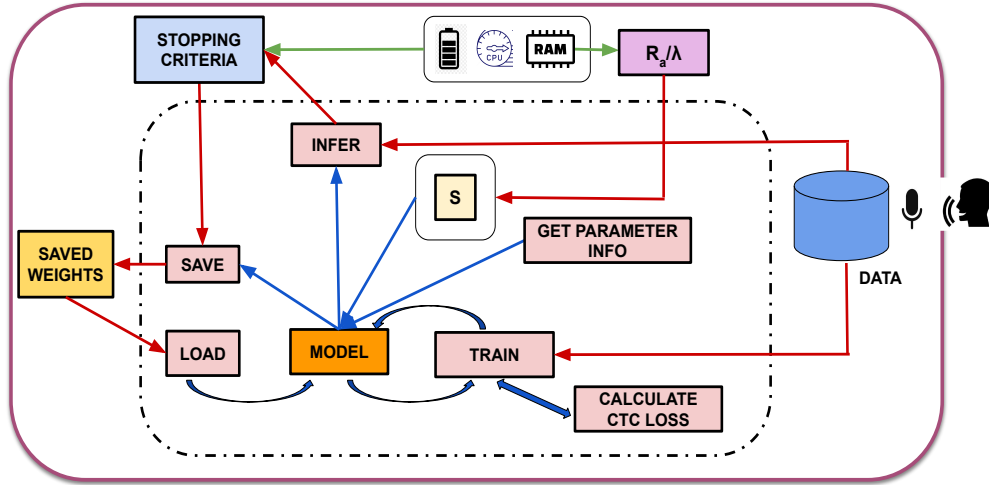 STOPPING
CRITERIA
CPU
RAM
Rₐ/λ
INFER
S
GET PARAMETER
INFO
SAVED
WEIGHTS
SAVE
DATA
LOAD
MODEL
TRAIN
CALCULATE
CTC LOSS